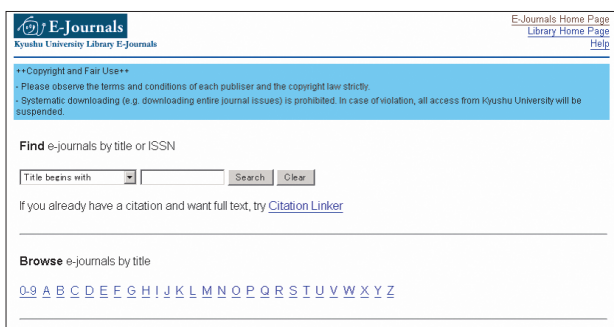 E-Journals
Kyushu University Library E-Journals
E-Journals Home Page
Library Home Page
Help
++Copyright and Fair Use++
- Please observe the terms and conditions of each publiser and the copyright law strictly.
- Systematic downloading (e.g. downloading entire journal issues) is prohibited. In case of violation, all access from Kyushu University will be
suspended.
Find e-journals by title or ISSN
Title begins with Search Clear
If you already have a citation and want full text, try Citation Linker
Browse e-journals by title
0-9 A B C D E F G H I J K L M N O P Q R S T U V W X Y Z